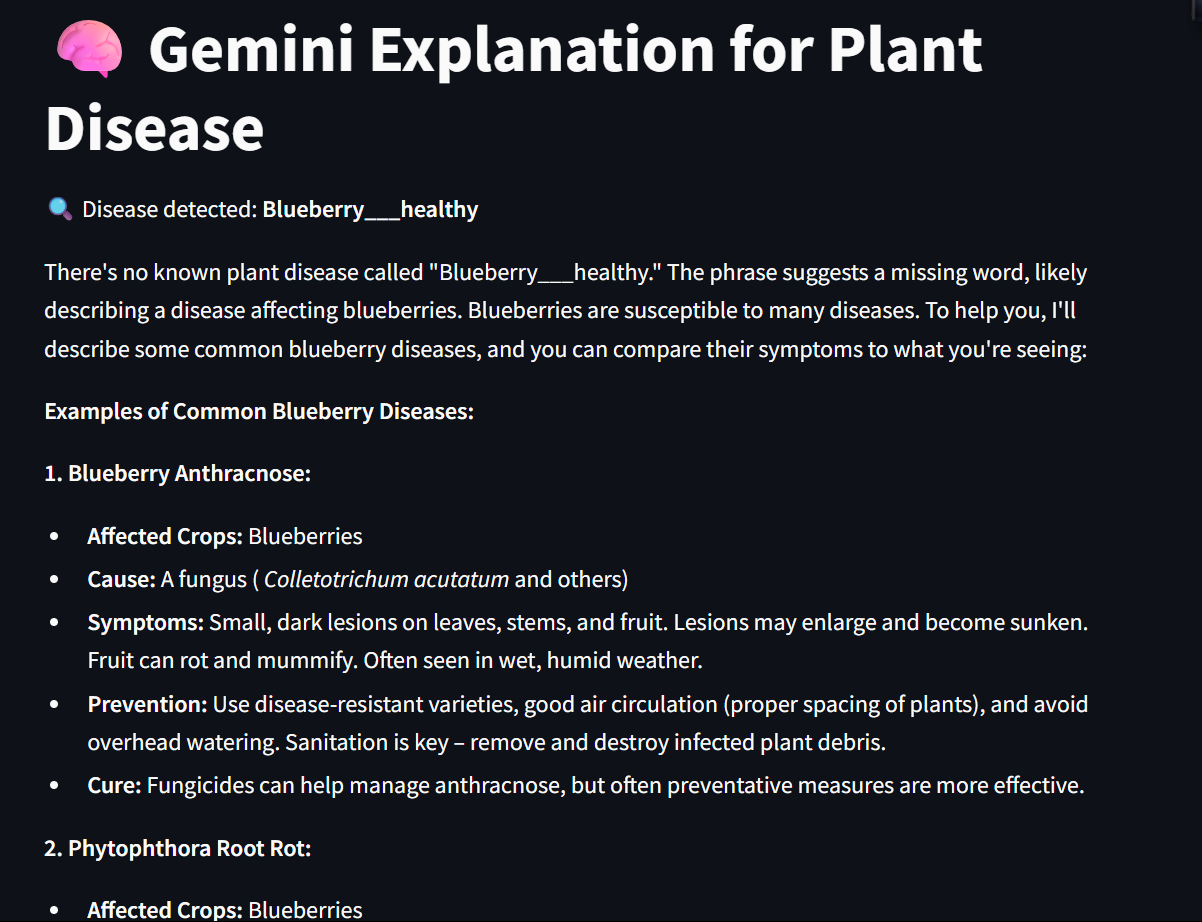 Gemini Explanation for Plant
Disease
Disease detected: Blueberry___healthy
There's no known plant disease called "Blueberry___healthy." The phrase suggests a missing word, likely
describing a disease affecting blueberries. Blueberries are susceptible to many diseases. To help you, I'll
describe some common blueberry diseases, and you can compare their symptoms to what you're seeing:
Examples of Common Blueberry Diseases:
1. Blueberry Anthracnose:
• Affected Crops: Blueberries
• Cause: A fungus ( Colletotrichum acutatum and others)
• Symptoms: Small, dark lesions on leaves, stems, and fruit. Lesions may enlarge and become sunken.
Fruit can rot and mummify. Often seen in wet, humid weather.
• Prevention: Use disease-resistant varieties, good air circulation (proper spacing of plants), and avoid
overhead watering. Sanitation is key – remove and destroy infected plant debris.
• Cure: Fungicides can help manage anthracnose, but often preventative measures are more effective.
2. Phytophthora Root Rot:
• Affected Crops: Blueberries